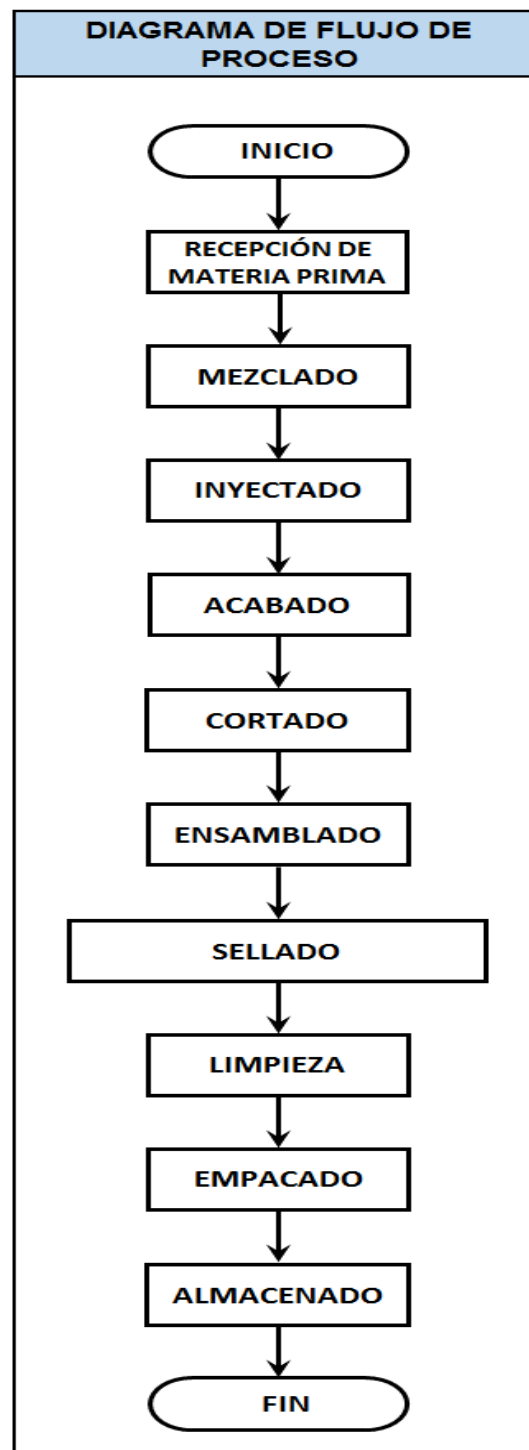 DIAGRAMA DE FLUJO DE
PROCESO
INICIO
RECEPCIÓN DE
MATERIA PRIMA
MEZCLADO
INYECTADO
ACABADO
CORTADO
ENSAMBLADO
SELLADO
LIMPIEZA
EMPACADO
ALMACENADO
FIN